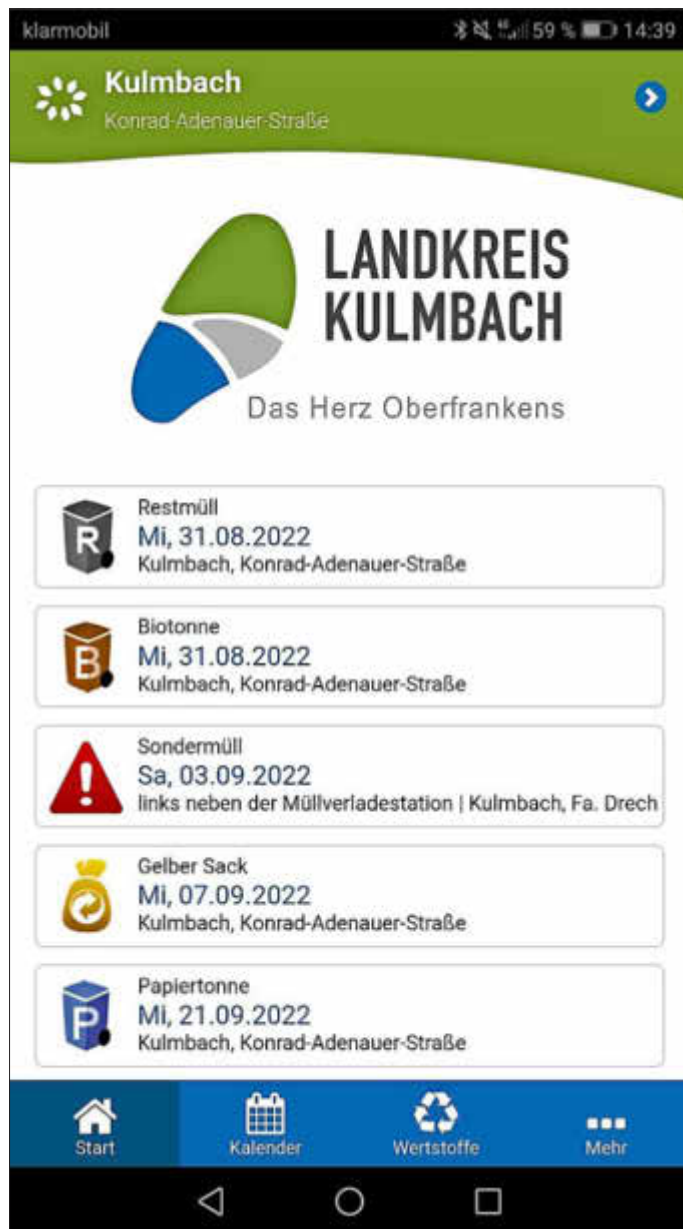 klarmobil 59 % 14:39
Kulmbach
Konrad-Adenauer-Straße
LANDKREIS
KULMBACH
Das Herz Oberfrankens
R
Restmüll
Mi, 31.08.2022
Kulmbach, Konrad-Adenauer-Straße
B
Biotonne
Mi, 31.08.2022
Kulmbach, Konrad-Adenauer-Straße
Sondermüll
Sa, 03.09.2022
links neben der Müllverladestation | Kulmbach, Fa. Drech
Gelber Sack
Mi, 07.09.2022
Kulmbach, Konrad-Adenauer-Straße
P
Papiertonne
Mi, 21.09.2022
Kulmbach, Konrad-Adenauer-Straße
Start Kalender Wertstoffe Mehr